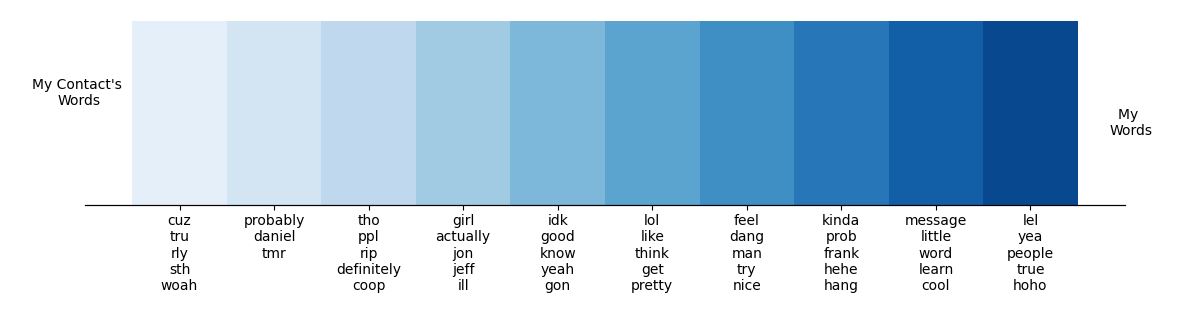 My Contact's
Words
My
Words
cuz probably tho girl idk lol feel kinda message lel
tru daniel ppl actually good like dang prob little yea
rly tmr rip jon know think man frank word people
sth definitely jeff yeah get try hehe learn true
woah coop ill gon pretty nice hang cool hoho